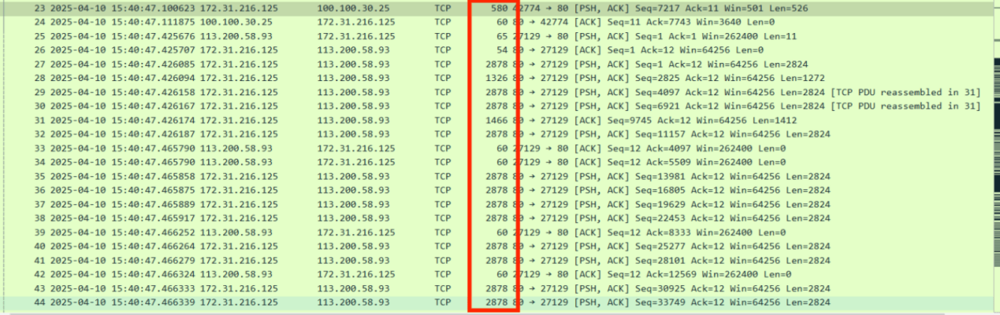 23 2025-04-10 15:40:47.100623 172.31.216.125 100.100.30.25 TCP 580 42774 → 80 [PSH, ACK] Seq=7217 Ack=11 Win=501 Len=526
24 2025-04-10 15:40:47.111875 100.100.30.25 172.31.216.125 TCP 60 80 → 42774 [ACK] Seq=11 Ack=7743 Win=3640 Len=0
25 2025-04-10 15:40:47.425676 113.200.58.93 172.31.216.125 TCP 65 27129 → 80 [PSH, ACK] Seq=1 Ack=1 Win=262400 Len=11
26 2025-04-10 15:40:47.425707 172.31.216.125 113.200.58.93 TCP 54 80 → 27129 [ACK] Seq=1 Ack=12 Win=64256 Len=0
27 2025-04-10 15:40:47.426085 172.31.216.125 113.200.58.93 TCP 2878 80 → 27129 [PSH, ACK] Seq=1 Ack=12 Win=64256 Len=2824
28 2025-04-10 15:40:47.426094 172.31.216.125 113.200.58.93 TCP 1326 80 → 27129 [PSH, ACK] Seq=2825 Ack=12 Win=64256 Len=1272
29 2025-04-10 15:40:47.426158 172.31.216.125 113.200.58.93 TCP 2878 80 → 27129 [PSH, ACK] Seq=4097 Ack=12 Win=64256 Len=2824 [TCP PDU reassembled in 31]
30 2025-04-10 15:40:47.426167 172.31.216.125 113.200.58.93 TCP 2878 80 → 27129 [PSH, ACK] Seq=6921 Ack=12 Win=64256 Len=2824 [TCP PDU reassembled in 31]
31 2025-04-10 15:40:47.426174 172.31.216.125 113.200.58.93 TCP 1466 80 → 27129 [ACK] Seq=9745 Ack=12 Win=64256 Len=1412
32 2025-04-10 15:40:47.426187 172.31.216.125 113.200.58.93 TCP 2878 80 → 27129 [PSH, ACK] Seq=11157 Ack=12 Win=64256 Len=2824
33 2025-04-10 15:40:47.465790 113.200.58.93 172.31.216.125 TCP 60 27129 → 80 [ACK] Seq=12 Ack=4097 Win=262400 Len=0
34 2025-04-10 15:40:47.465790 113.200.58.93 172.31.216.125 TCP 60 27129 → 80 [ACK] Seq=12 Ack=5509 Win=262400 Len=0
35 2025-04-10 15:40:47.465858 172.31.216.125 113.200.58.93 TCP 2878 80 → 27129 [PSH, ACK] Seq=13981 Ack=12 Win=64256 Len=2824
36 2025-04-10 15:40:47.465875 172.31.216.125 113.200.58.93 TCP 2878 80 → 27129 [PSH, ACK] Seq=16805 Ack=12 Win=64256 Len=2824
37 2025-04-10 15:40:47.465889 172.31.216.125 113.200.58.93 TCP 2878 80 → 27129 [PSH, ACK] Seq=19629 Ack=12 Win=64256 Len=2824
38 2025-04-10 15:40:47.465917 172.31.216.125 113.200.58.93 TCP 2878 80 → 27129 [PSH, ACK] Seq=22453 Ack=12 Win=64256 Len=2824
39 2025-04-10 15:40:47.466252 113.200.58.93 172.31.216.125 TCP 60 27129 → 80 [ACK] Seq=12 Ack=8333 Win=262400 Len=0
40 2025-04-10 15:40:47.466264 172.31.216.125 113.200.58.93 TCP 2878 80 → 27129 [PSH, ACK] Seq=25277 Ack=12 Win=64256 Len=2824
41 2025-04-10 15:40:47.466279 172.31.216.125 113.200.58.93 TCP 2878 80 → 27129 [PSH, ACK] Seq=28101 Ack=12 Win=64256 Len=2824
42 2025-04-10 15:40:47.466324 113.200.58.93 172.31.216.125 TCP 60 27129 → 80 [ACK] Seq=12 Ack=12569 Win=262400 Len=0
43 2025-04-10 15:40:47.466333 172.31.216.125 113.200.58.93 TCP 2878 80 → 27129 [PSH, ACK] Seq=30925 Ack=12 Win=64256 Len=2824
44 2025-04-10 15:40:47.466339 172.31.216.125 113.200.58.93 TCP 2878 80 → 27129 [PSH, ACK] Seq=33749 Ack=12 Win=64256 Len=2824